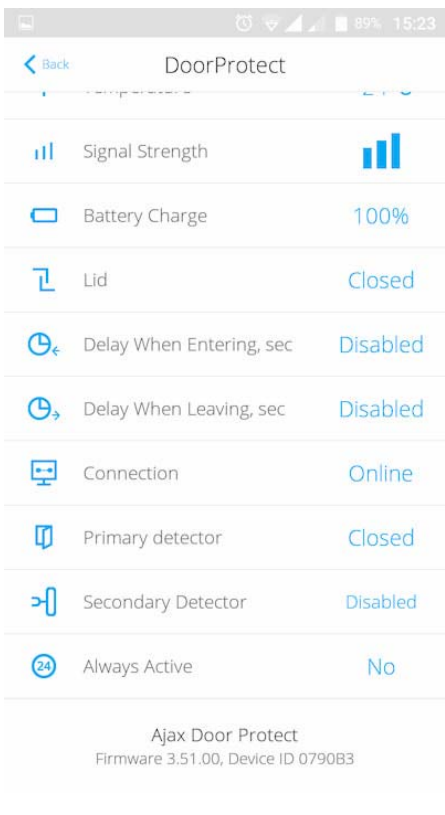 89% 15:23
Back DoorProtect
Signal Strength
Battery Charge 100%
Lid Closed
Delay When Entering, sec Disabled
Delay When Leaving, sec Disabled
Connection Online
Primary detector Closed
Secondary Detector Disabled
24 Always Active No
Ajax Door Protect
Firmware 3.51.00, Device ID 0790B3